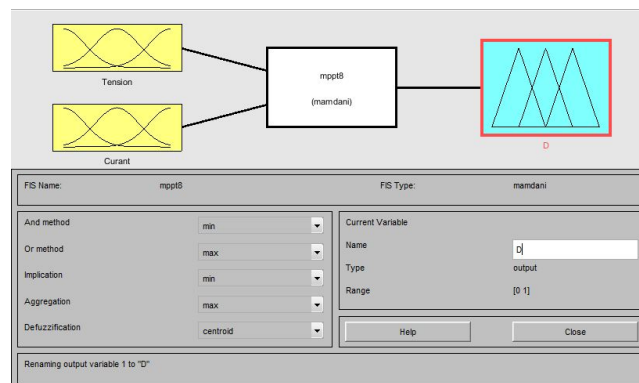 Tension
mppt8
(mamdani)
Curant
D
FIS Name: mppt8 FIS Type: mamdani
And method min
Or method max
Implication min
Aggregation max
Defuzzification centroid
Current Variable
Name D
Type output
Range [0 1]
Help Close
Renaming output variable 1 to "D"